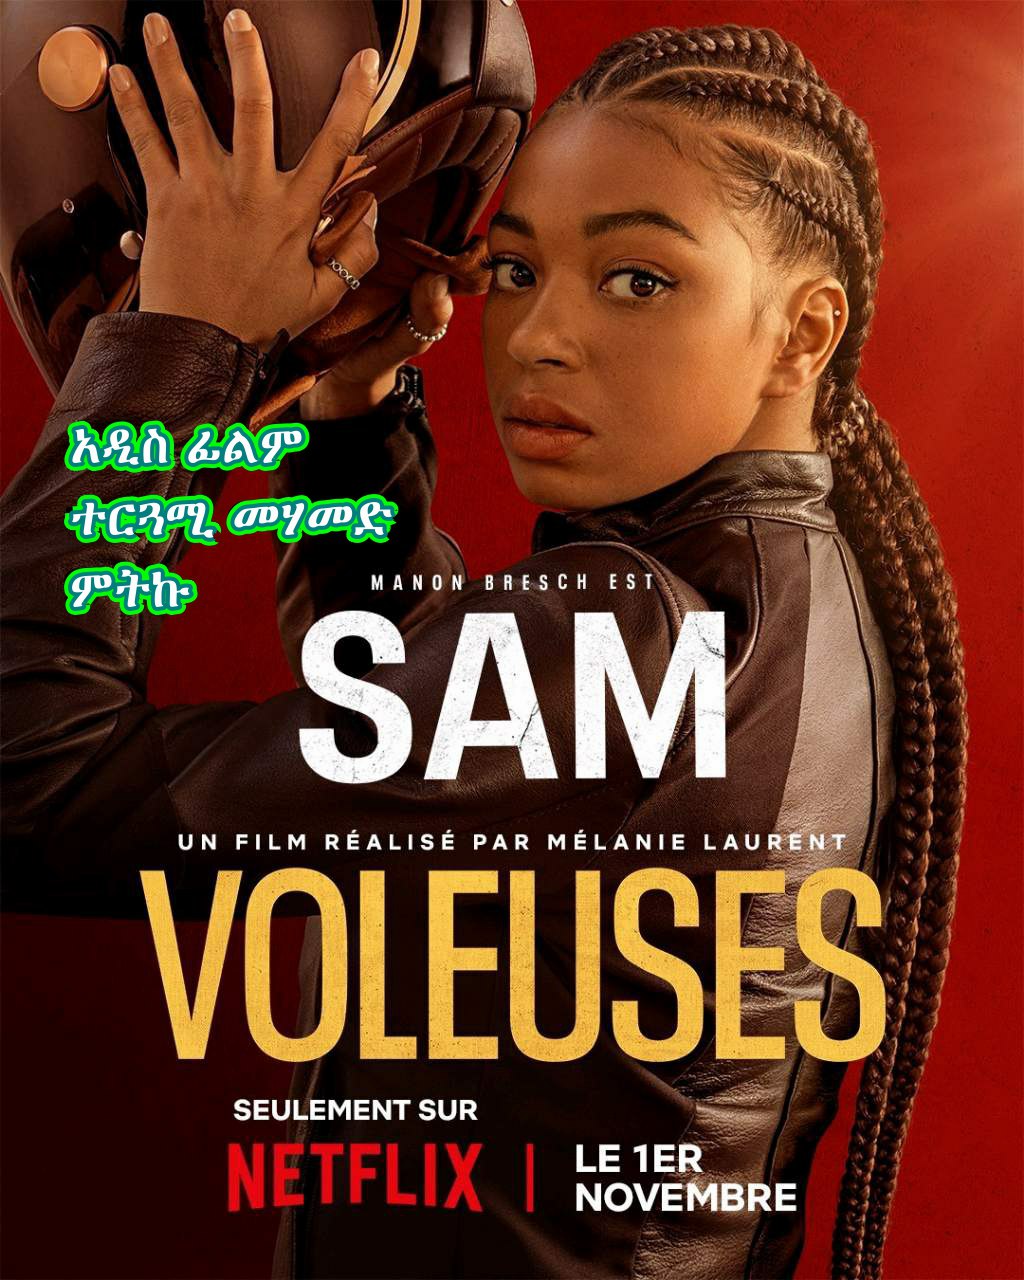 አዲስ ፊልም
ተርጓሚ መሃመድ
ምትኩ
MANON BRESCH EST
SAM
UN FILM RÉALISÉ PAR MÉLANIE LAURENT
VOLEUSES
SEULEMENT SUR
NETFLIX
LE 1ER
NOVEMBRE